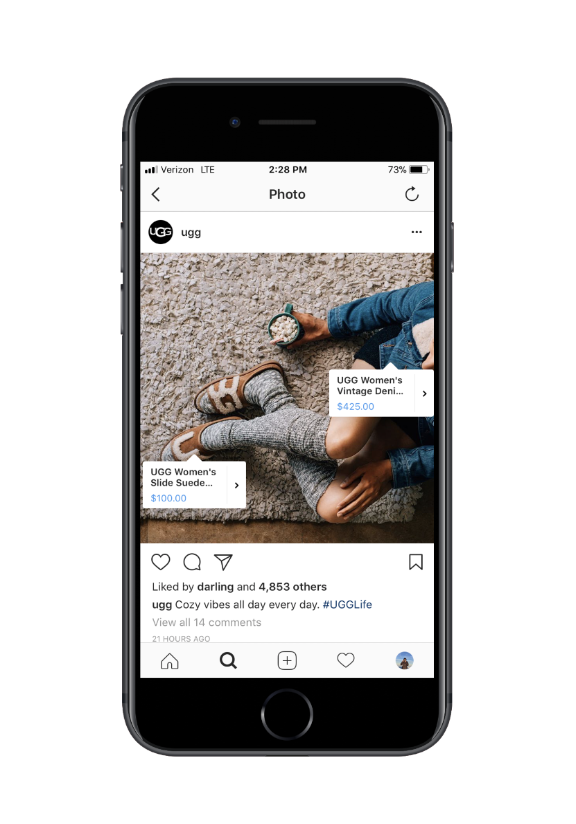 Verizon LTE 2:28 PM 73%
Photo
UGG ugg
UGG Women's
Vintage Deni...
$425.00
UGG Women's
Slide Suede...
$100.00
Liked by darling and 4,853 others
ugg Cozy vibes all day every day. #UGGLife
View all 14 comments
21 HOURS AGO